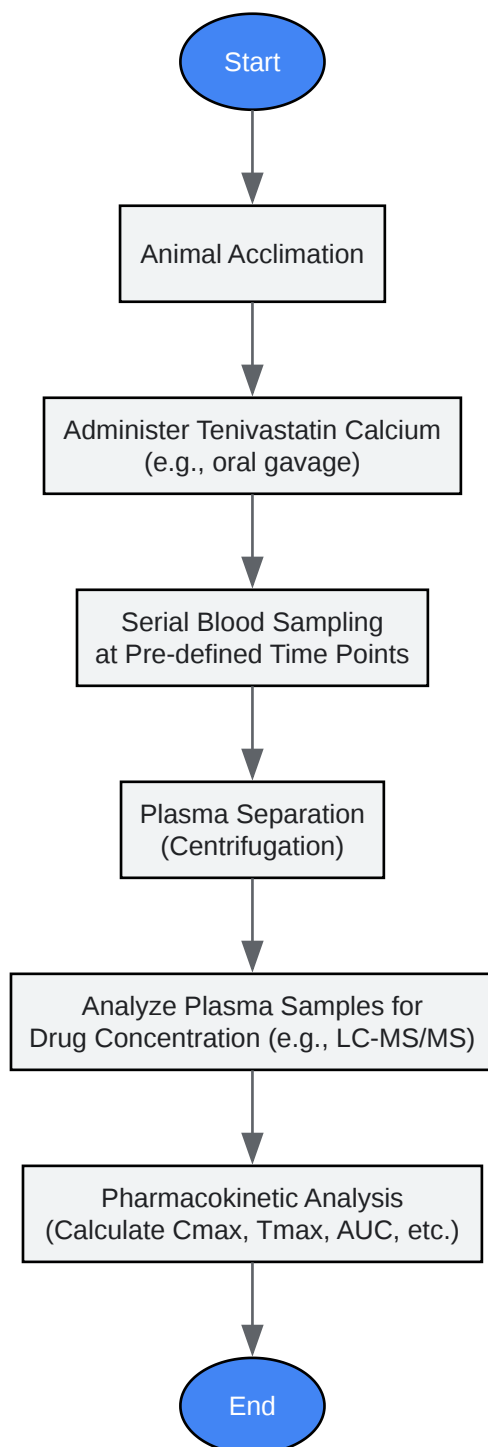 Start
Animal Acclimation
Administer Tenivastatin Calcium
(e.g., oral gavage)
Serial Blood Sampling
at Pre-defined Time Points
Plasma Separation
(Centrifugation)
Analyze Plasma Samples for
Drug Concentration (e.g., LC-MS/MS)
Pharmacokinetic Analysis
(Calculate Cmax, Tmax, AUC, etc.)
End